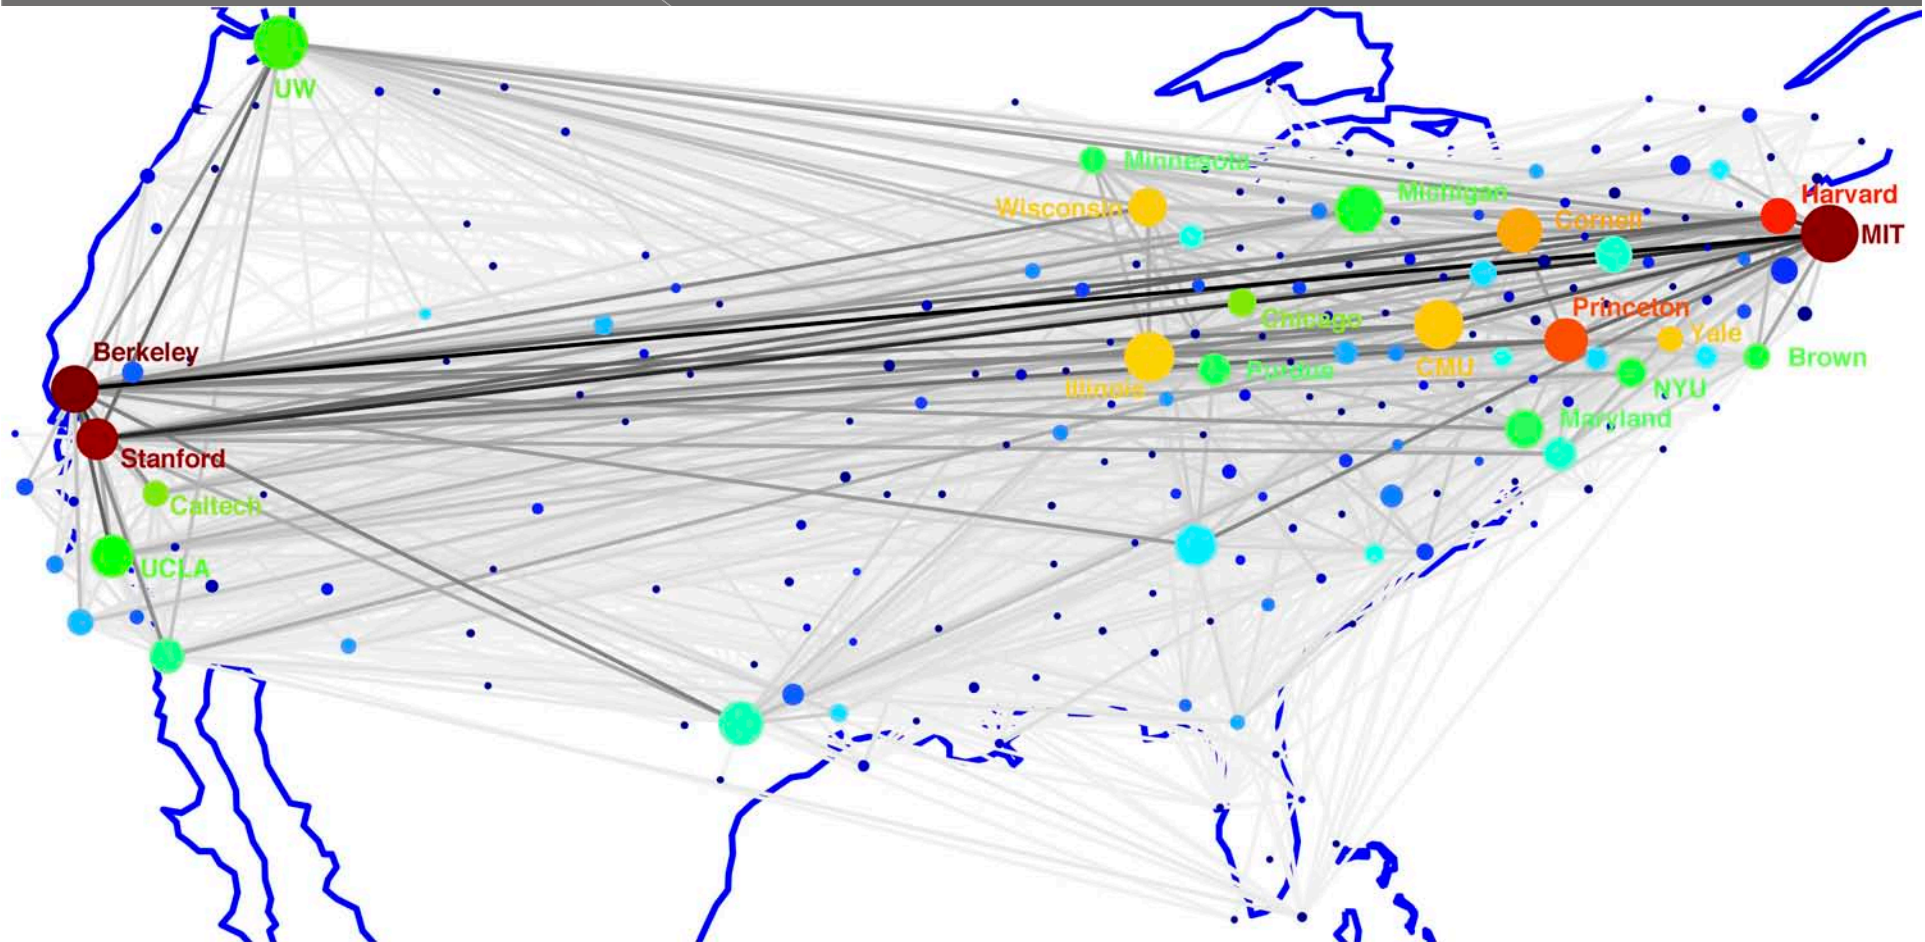 UW
Minnesota
Wisconsin
Michigan
Harvard
Cornell
MIT
Princeton
Chicago
Yale
Berkeley
Brown
CMU
Purdue
Illinois
NYU
Maryland
Stanford
Caltech
UCLA